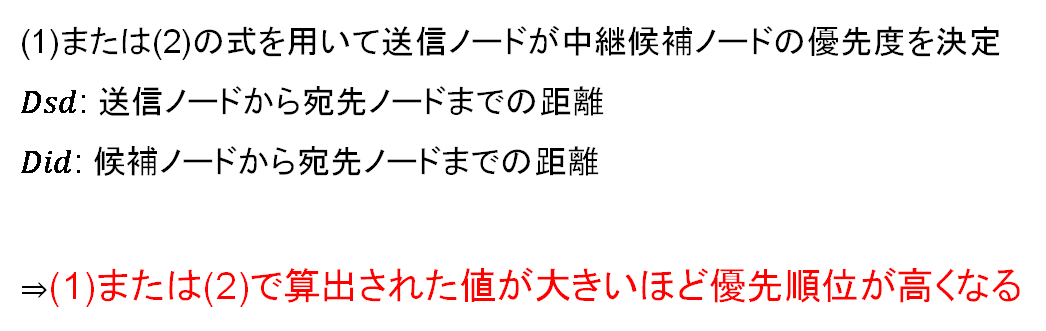 (1)または(2)の式を用いて送信ノードが中継候補ノードの優先度を決定
Dsd: 送信ノードから宛先ノードまでの距離
Did: 候補ノードから宛先ノードまでの距離
⇒(1)または(2)で算出された値が大きいほど優先順位が高くなる